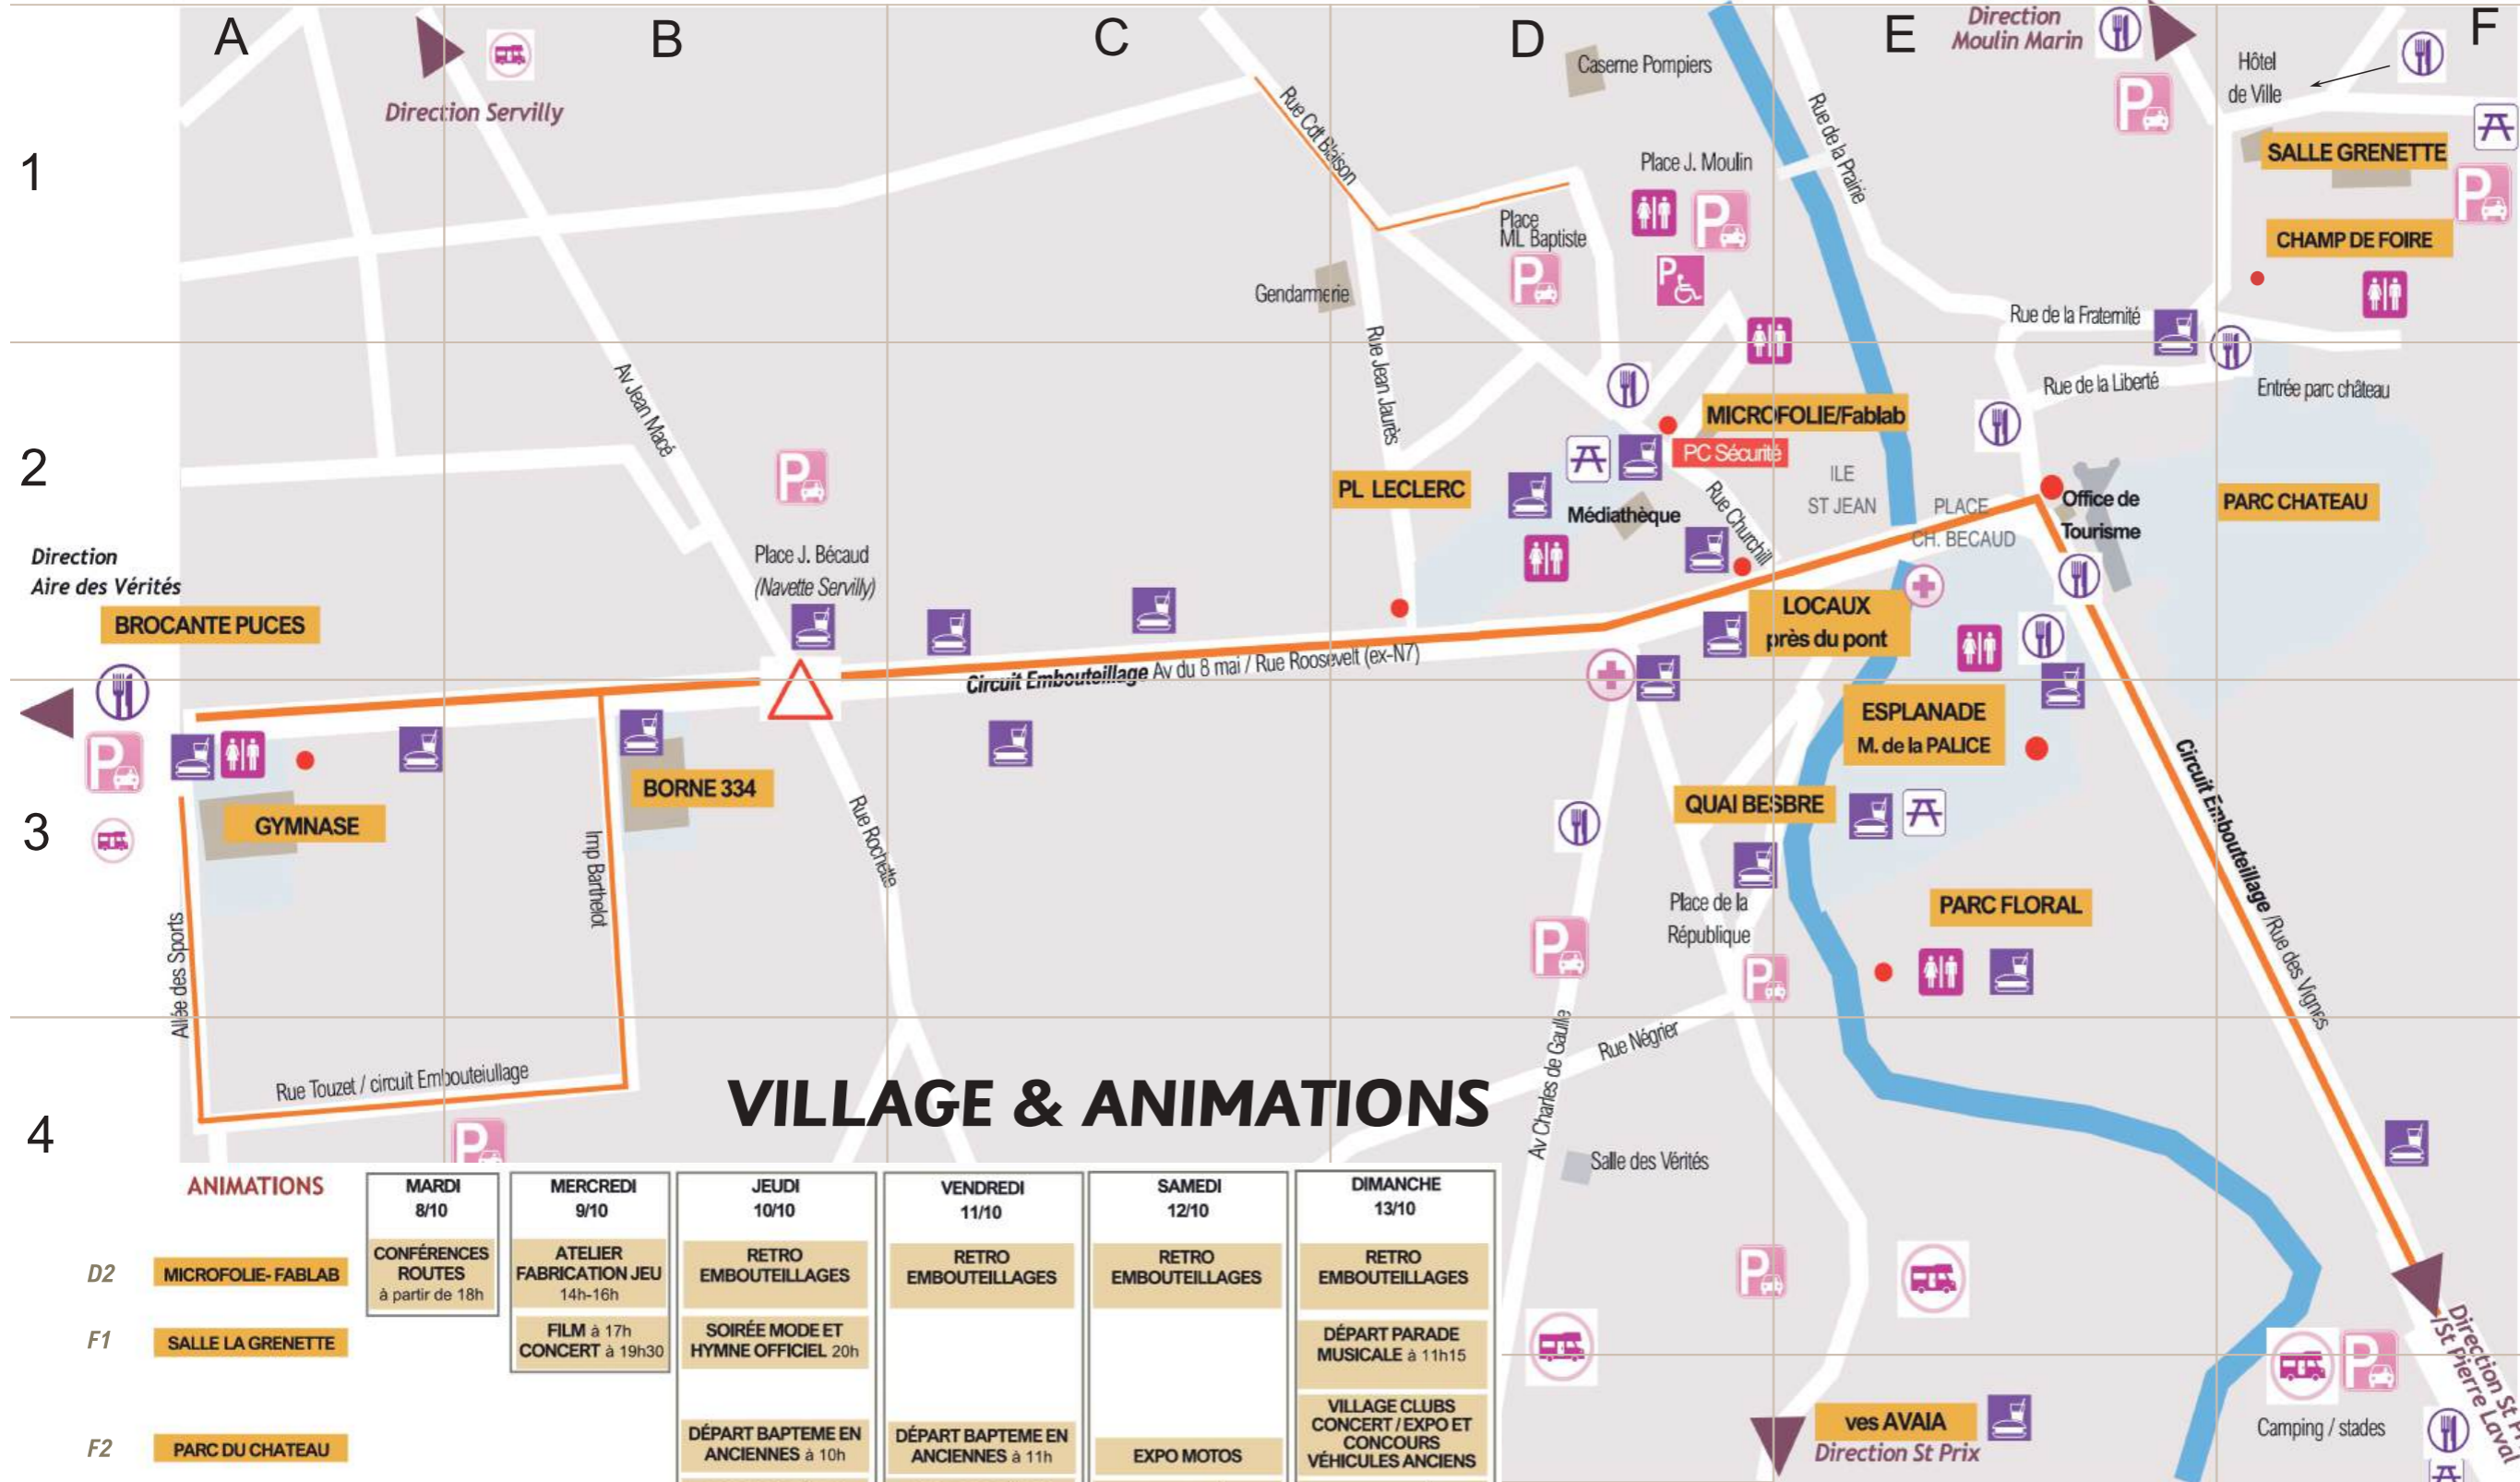 A
B
C
D
E
F
1
2
3
4
Direction Servilly
Direction
Moulin Marin
Caserne Pompiers
Hôtel
de Ville
Rue Cdt Blaison
Rue de la Prairie
Place J. Moulin
SALLE GRENETTE
CHAMP DE FOIRE
Place
ML Baptiste
P
P
P
P
P
Gendarmerie
Rue de la Fraternité
Rue Jean Jaurès
Rue de la Liberté
Entrée parc château
Av Jean Macé
MICROFOLIE/Fablab
PC Sécurité
P
PL LECLERC
ILE
ST JEAN
PLACE
CH. BECAUD
Office de
Tourisme
PARC CHATEAU
Médiathèque
Rue Churchill
Direction
Aire des Vérités
Place J. Bécaud
(Navette Servilly)
BROCANTE PUCES
LOCAUX
près du pont
Circuit Embouteillage Av du 8 mai / Rue Roosevelt (ex-N7)
ESPLANADE
M. de la PALICE
P
GYMNASE
BORNE 334
QUAI BESBRE
Imp Barthelot
Rue Rochette
Circuit Embouteillage /Rue des Vignes
Place de la
République
PARC FLORAL
P
P
Allée des Sports
Rue Touzet / circuit Embouteiullage
Rue Négrier
Av Charles de Gaulle
P
VILLAGE & ANIMATIONS
Salle des Vérités
P
P
Camping / stades
ves AVAIA
Direction St Prix
/St Pierre Laval
ANIMATIONS
MARDI
8/10
MERCREDI
9/10
JEUDI
10/10
VENDREDI
11/10
SAMEDI
12/10
DIMANCHE
13/10
D2
MICROFOLIE- FABLAB
CONFÉRENCES
ROUTES
à partir de 18h
ATELIER
FABRICATION JEU
14h-16h
RETRO
EMBOUTEILLAGES
RETRO
EMBOUTEILLAGES
RETRO
EMBOUTEILLAGES
RETRO
EMBOUTEILLAGES
F1
SALLE LA GRENETTE
FILM à 17h
CONCERT à 19h30
SOIRÉE MODE ET
HYMNE OFFICIEL 20h
DÉPART PARADE
MUSICALE à 11h15
F2
PARC DU CHATEAU
DÉPART BAPTEME EN
ANCIENNES à 10h
DÉPART BAPTEME EN
ANCIENNES à 11h
EXPO MOTOS
VILLAGE CLUBS
CONCERT / EXPO ET
CONCOURS
VÉHICULES ANCIENS